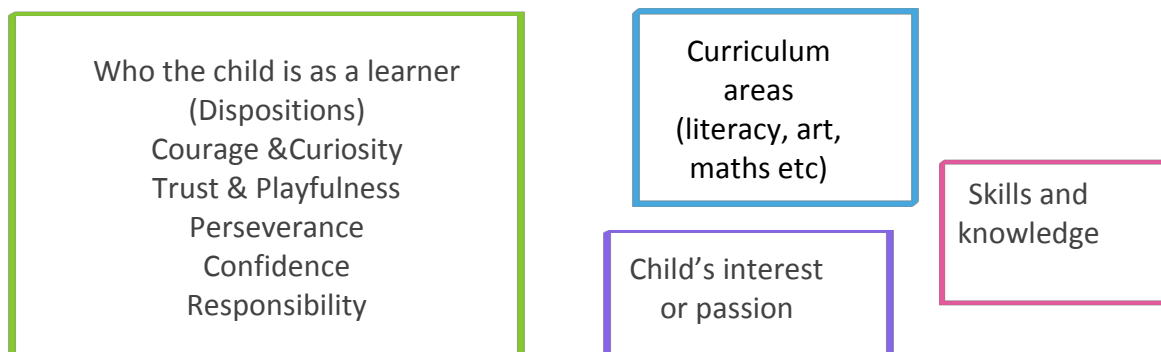 Who the child is as a learner
(Dispositions)
Courage &Curiosity
Trust & Playfulness
Perseverance
Confidence
Responsibility
Curriculum
areas
(literacy, art,
maths etc)
Child’s interest
or passion
Skills and
knowledge